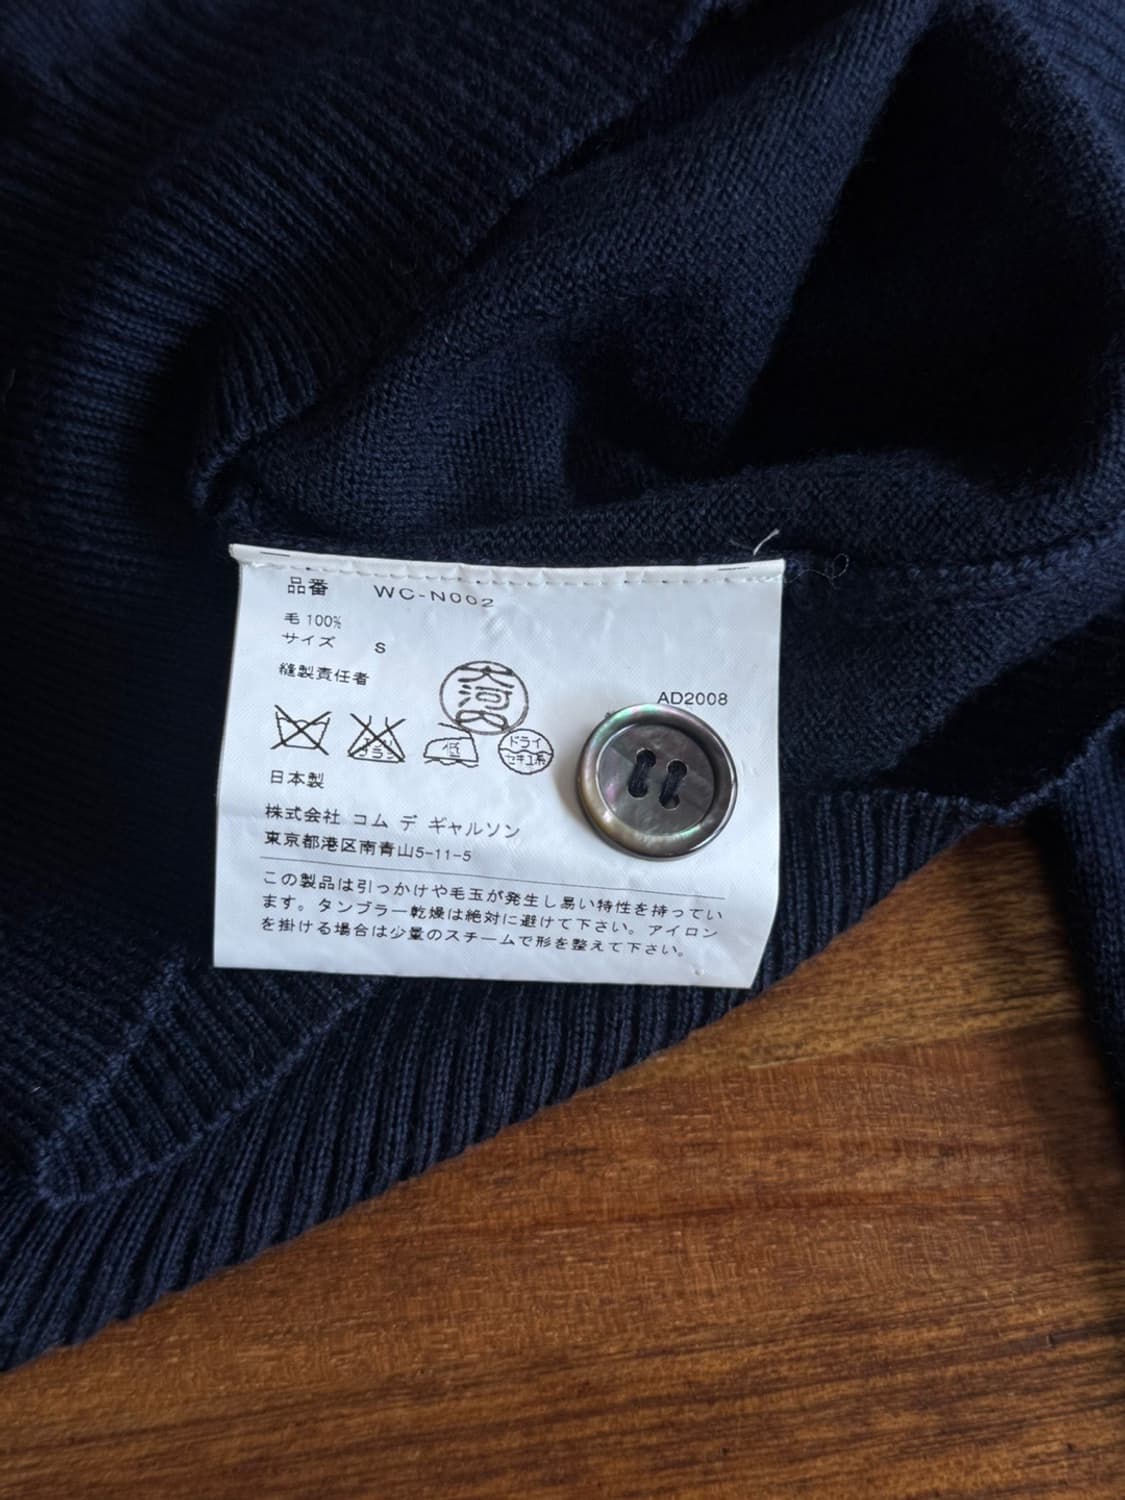 品番 WC-N002
毛 100%
サイズ S
縫製責任者
大河内
AD2008
低
ドライ
セキユ系
日本製
株式会社 コム デ ギャルソン
東京都港区南青山5-11-5
この製品は引っかけや毛玉が発生し易い特性を持ってい
ます。タンブラー乾燥は絶対に避けて下さい。アイロン
を掛ける場合は少量のスチームで形を整えて下さい。